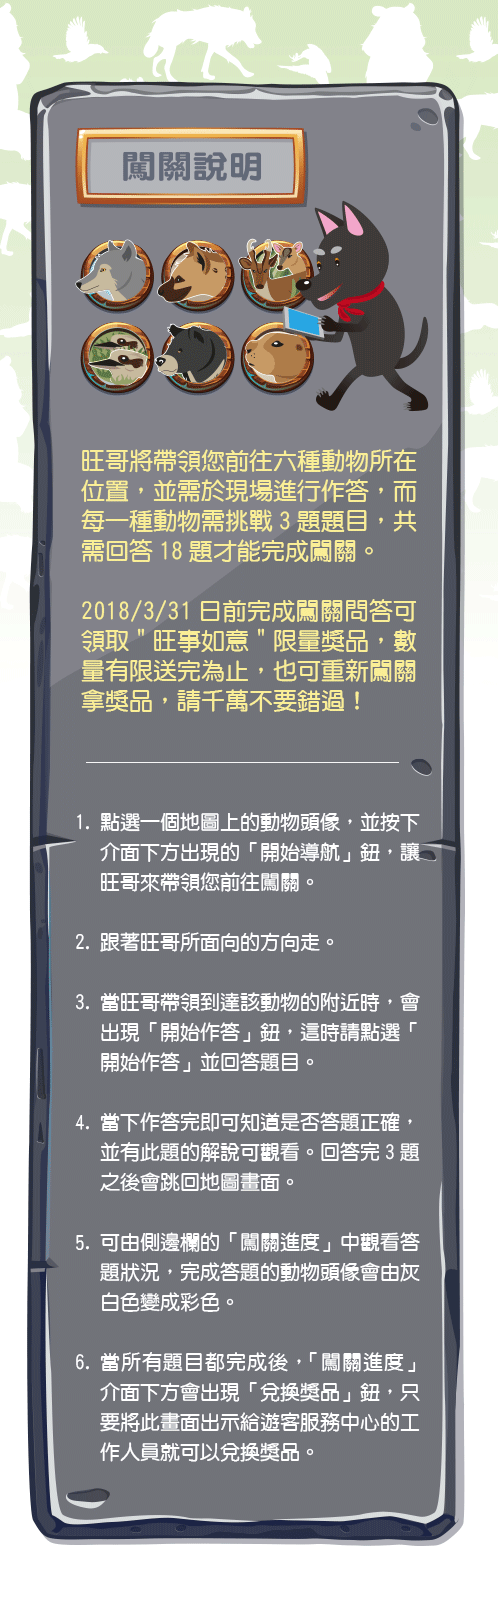 闖關說明
旺哥將帶領您前往六種動物所在
位置，並需於現場進行作答，而
每一種動物需挑戰 3 題題目，共
需回答 18 題才能完成闖關。
2018/3/31 日前完成闖關問答可
領取 " 旺事如意 " 限量獎品，數
量有限送完為止，也可重新闖關
拿獎品，請千萬不要錯過！
1. 點選一個地圖上的動物頭像，並按下
介面下方出現的「開始導航」鈕，讓
旺哥來帶領您前往闖關。
2. 跟著旺哥所面向的方向走。
3. 當旺哥帶領到達該動物的附近時，會
出現「開始作答」鈕，這時請點選「
開始作答」並回答題目。
4. 當下作答完即可知道是否答題正確，
並有此題的解說可觀看。回答完 3 題
之後會跳回地圖畫面。
5. 可由側邊欄的「闖關進度」中觀看答
題狀況，完成答題的動物頭像會由灰
白色變成彩色。
6. 當所有題目都完成後，「闖關進度」
介面下方會出現「兌換獎品」鈕，只
要將此畫面出示給遊客服務中心的工
作人員就可以兌換獎品。